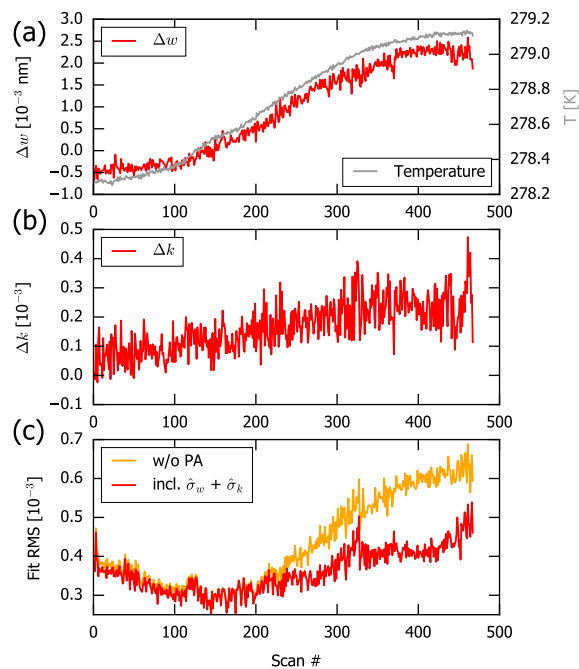 (a)
3.0
2.5
2.0
1.5
1.0
0.5
0.0
−0.5
−1.0
Δw [10⁻³ nm]
Δw
Temperature
279.2
279.0
278.8
278.6
278.4
278.2
T [K]
0 100 200 300 400 500
(b)
0.5
0.4
0.3
0.2
0.1
0.0
−0.1
Δk [10⁻³]
Δk
0 100 200 300 400 500
(c)
0.7
0.6
0.5
0.4
0.3
Fit RMS [10⁻³]
w/o PA
incl. σ̂_w + σ̂_k
0 100 200 300 400 500
Scan #